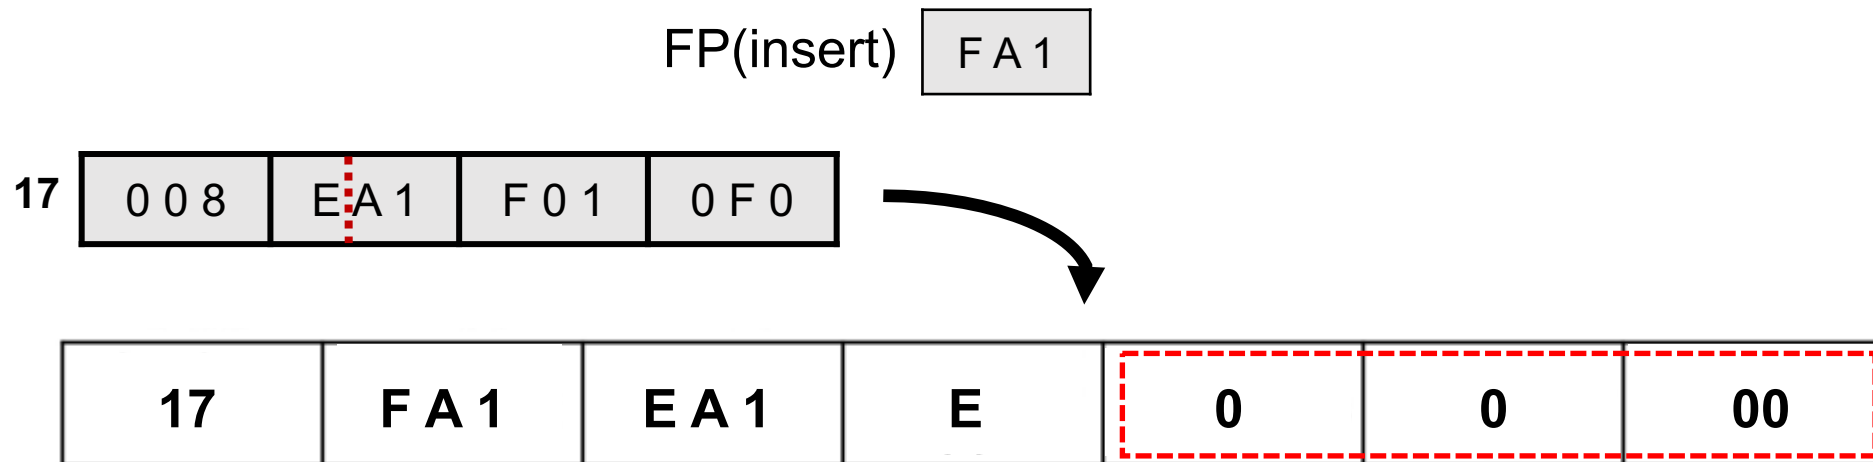 FP(insert) F A 1
17 0 0 8 E A 1 F 0 1 0 F 0
17 F A 1 E A 1 E 0 0 00